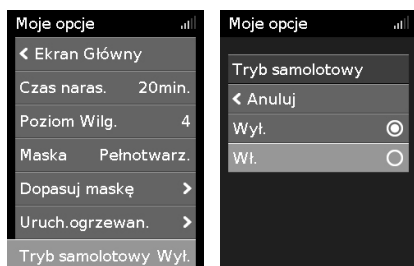 Moje opcje
Ekran Główny
Czas naras. 20min.
Poziom Wilg. 4
Maska Pełnotwarz.
Dopasuj maskę
Uruch.ogrzewan.
Tryb samolotowy Wył.
Moje opcje
Tryb samolotowy
Anuluj
Wył.
Wł.